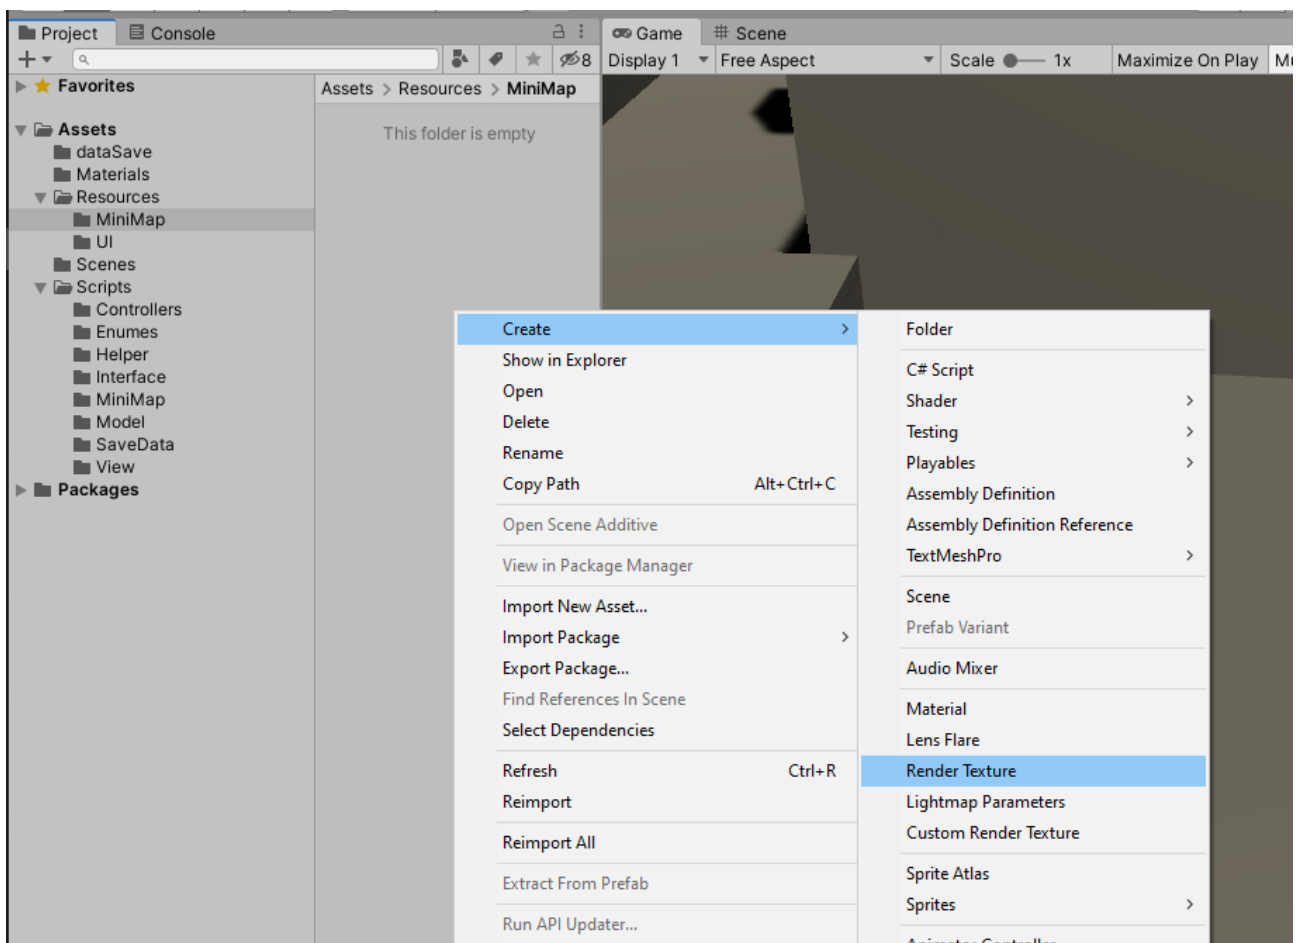 Project
Console
Game
Scene
8
Display 1
Free Aspect
Scale
1x
Maximize On Play
Favorites
Assets
dataSave
Materials
Resources
MiniMap
UI
Scenes
Scripts
Controllers
Enumes
Helper
Interface
MiniMap
Model
SaveData
View
Packages
Assets > Resources > MiniMap
This folder is empty
Create
Show in Explorer
Open
Delete
Rename
Copy Path Alt+Ctrl+C
Open Scene Additive
View in Package Manager
Import New Asset...
Import Package
Export Package...
Find References In Scene
Select Dependencies
Refresh Ctrl+R
Reimport
Reimport All
Extract From Prefab
Run API Updater...
Folder
C# Script
Shader
Testing
Playables
Assembly Definition
Assembly Definition Reference
TextMeshPro
Scene
Prefab Variant
Audio Mixer
Material
Lens Flare
Render Texture
Lightmap Parameters
Custom Render Texture
Sprite Atlas
Sprites